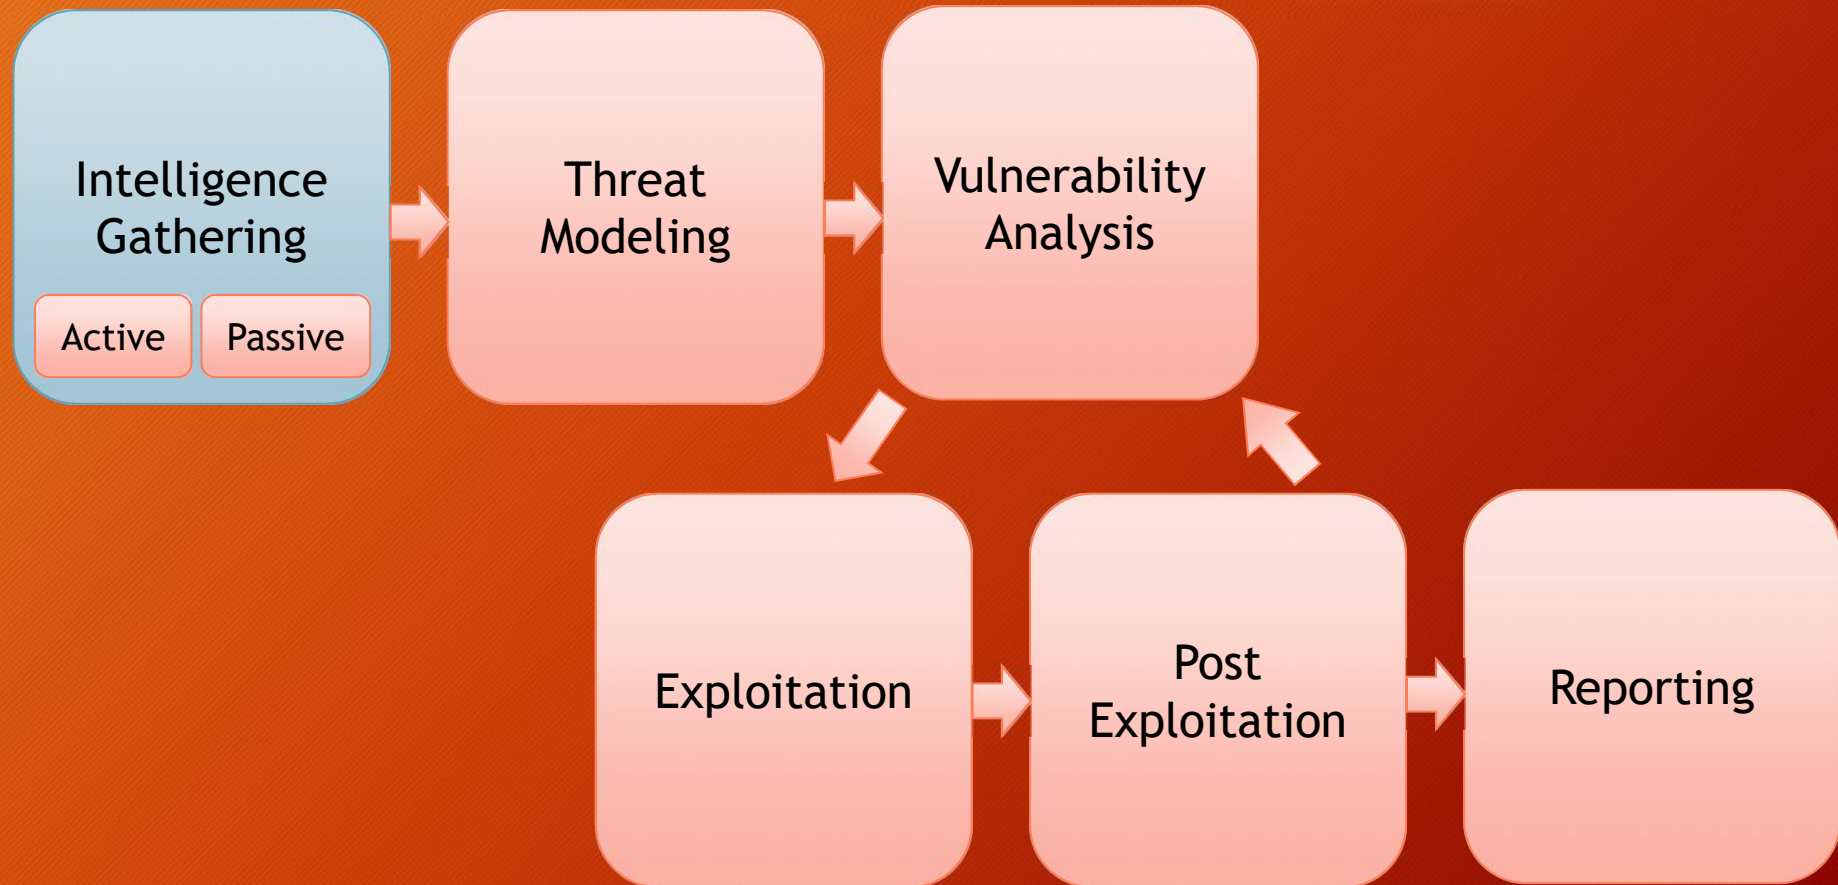 Intelligence
Gathering
Active
Passive
Threat
Modeling
Vulnerability
Analysis
Exploitation
Post
Exploitation
Reporting